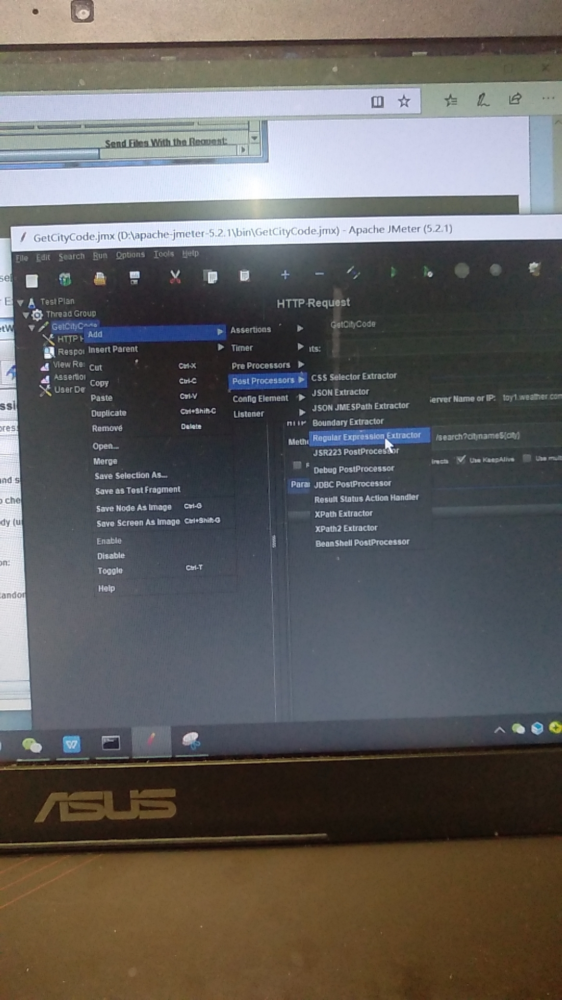 Send Files With the Request:
GetCityCode.jmx (D:\apache-jmeter-5.2.1\bin\GetCityCode.jmx) - Apache JMeter (5.2.1)
File Edit Search Run Options Tools Help
Test Plan
Thread Group
GetCityCode
HTTP H
Respo
View Re
Assertio
User De
HTTP Request
GetCityCode
nts:
Server Name or IP: toy1.weather.com
HTTP
Meth
/search?cityname${city}
irects Use KeepAlive Use mult
Para
Add
Insert Parent
Cut Ctrl-X
Copy Ctrl-C
Paste Ctrl-V
Duplicate Ctrl+Shift-C
Remove Delete
Open...
Merge
Save Selection As...
Save as Test Fragment
Save Node As Image Ctrl-G
Save Screen As Image Ctrl+Shift-G
Enable
Disable
Toggle Ctrl-T
Help
Assertions
Timer
Pre Processors
Post Processors
Config Element
Listener
CSS Selector Extractor
JSON Extractor
JSON JMESPath Extractor
Boundary Extractor
Regular Expression Extractor
JSR223 PostProcessor
Debug PostProcessor
JDBC PostProcessor
Result Status Action Handler
XPath Extractor
XPath2 Extractor
BeanShell PostProcessor
ASUS